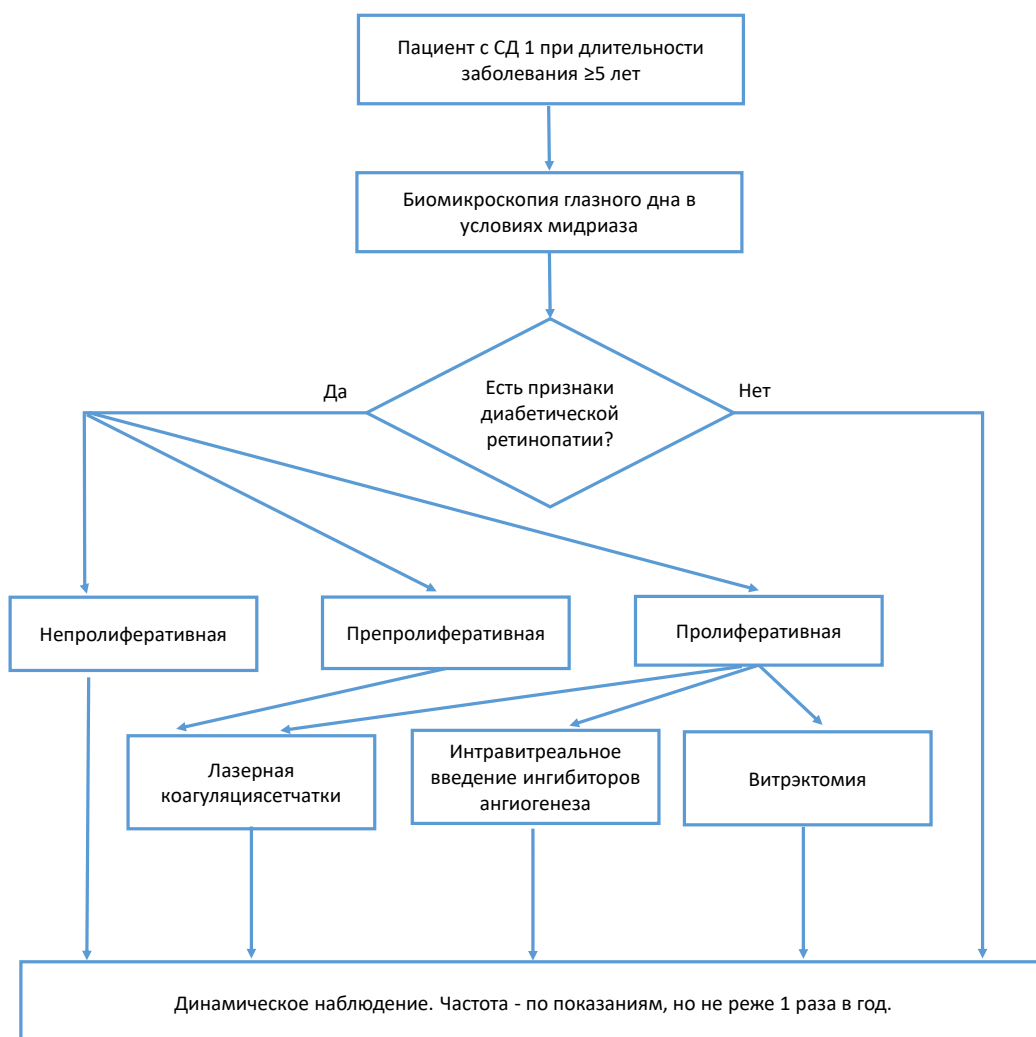 Пациент с СД 1 при длительности
заболевания ≥5 лет
Биомикроскопия глазного дна в
условиях мидриаза
Да
Есть признаки
диабетической
ретинопатии?
Нет
Непролиферативная
Препролиферативная
Пролиферативная
Лазерная
коагуляциясетчатки
Интравитреальное
введение ингибиторов
ангиогенеза
Витрэктомия
Динамическое наблюдение. Частота - по показаниям, но не реже 1 раза в год.